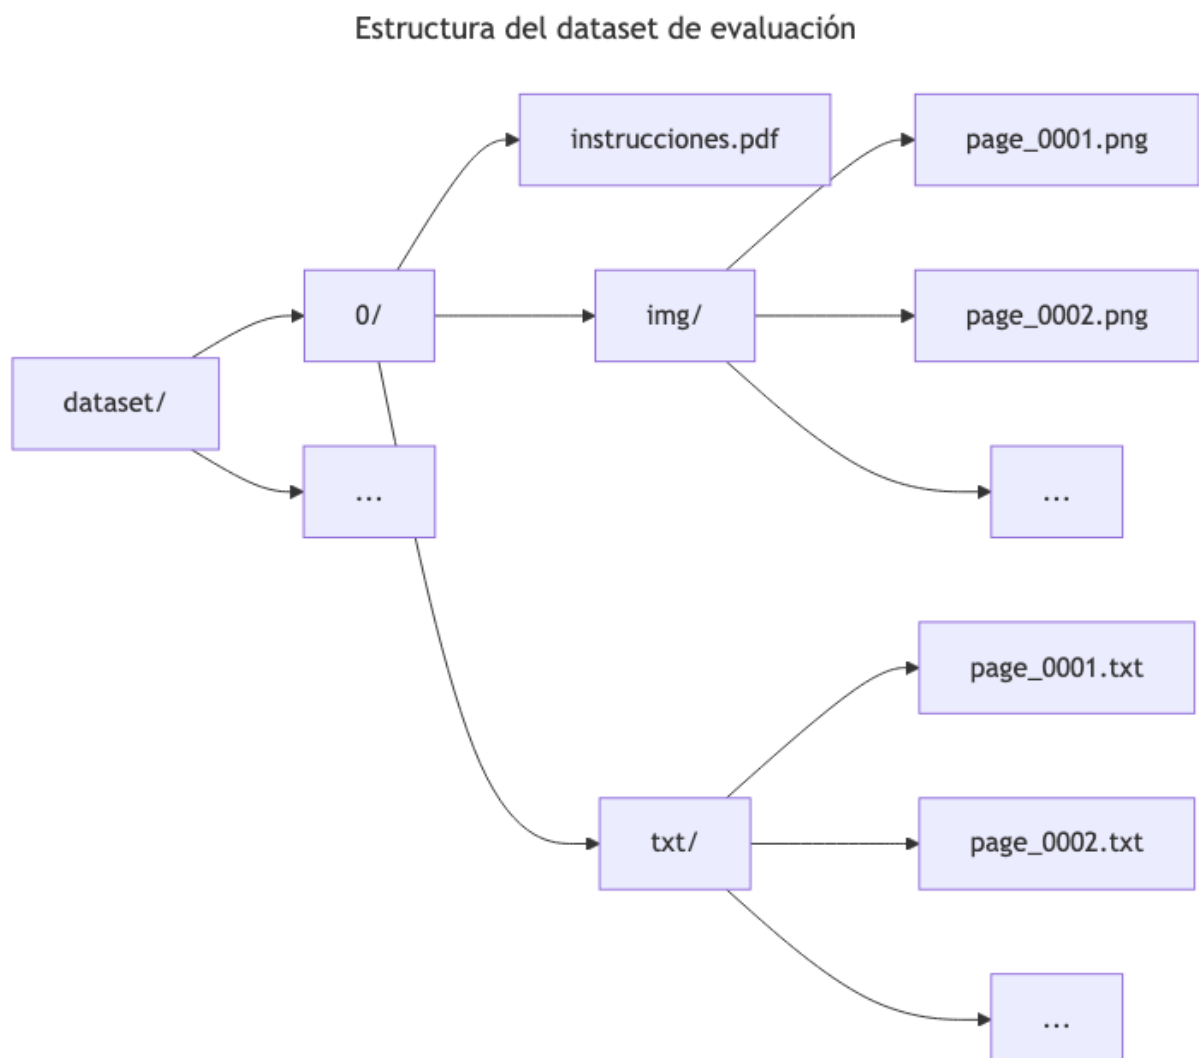 Estructura del dataset de evaluación
instrucciones.pdf
page_0001.png
0/
img/
page_0002.png
dataset/
...
...
page_0001.txt
txt/
page_0002.txt
...